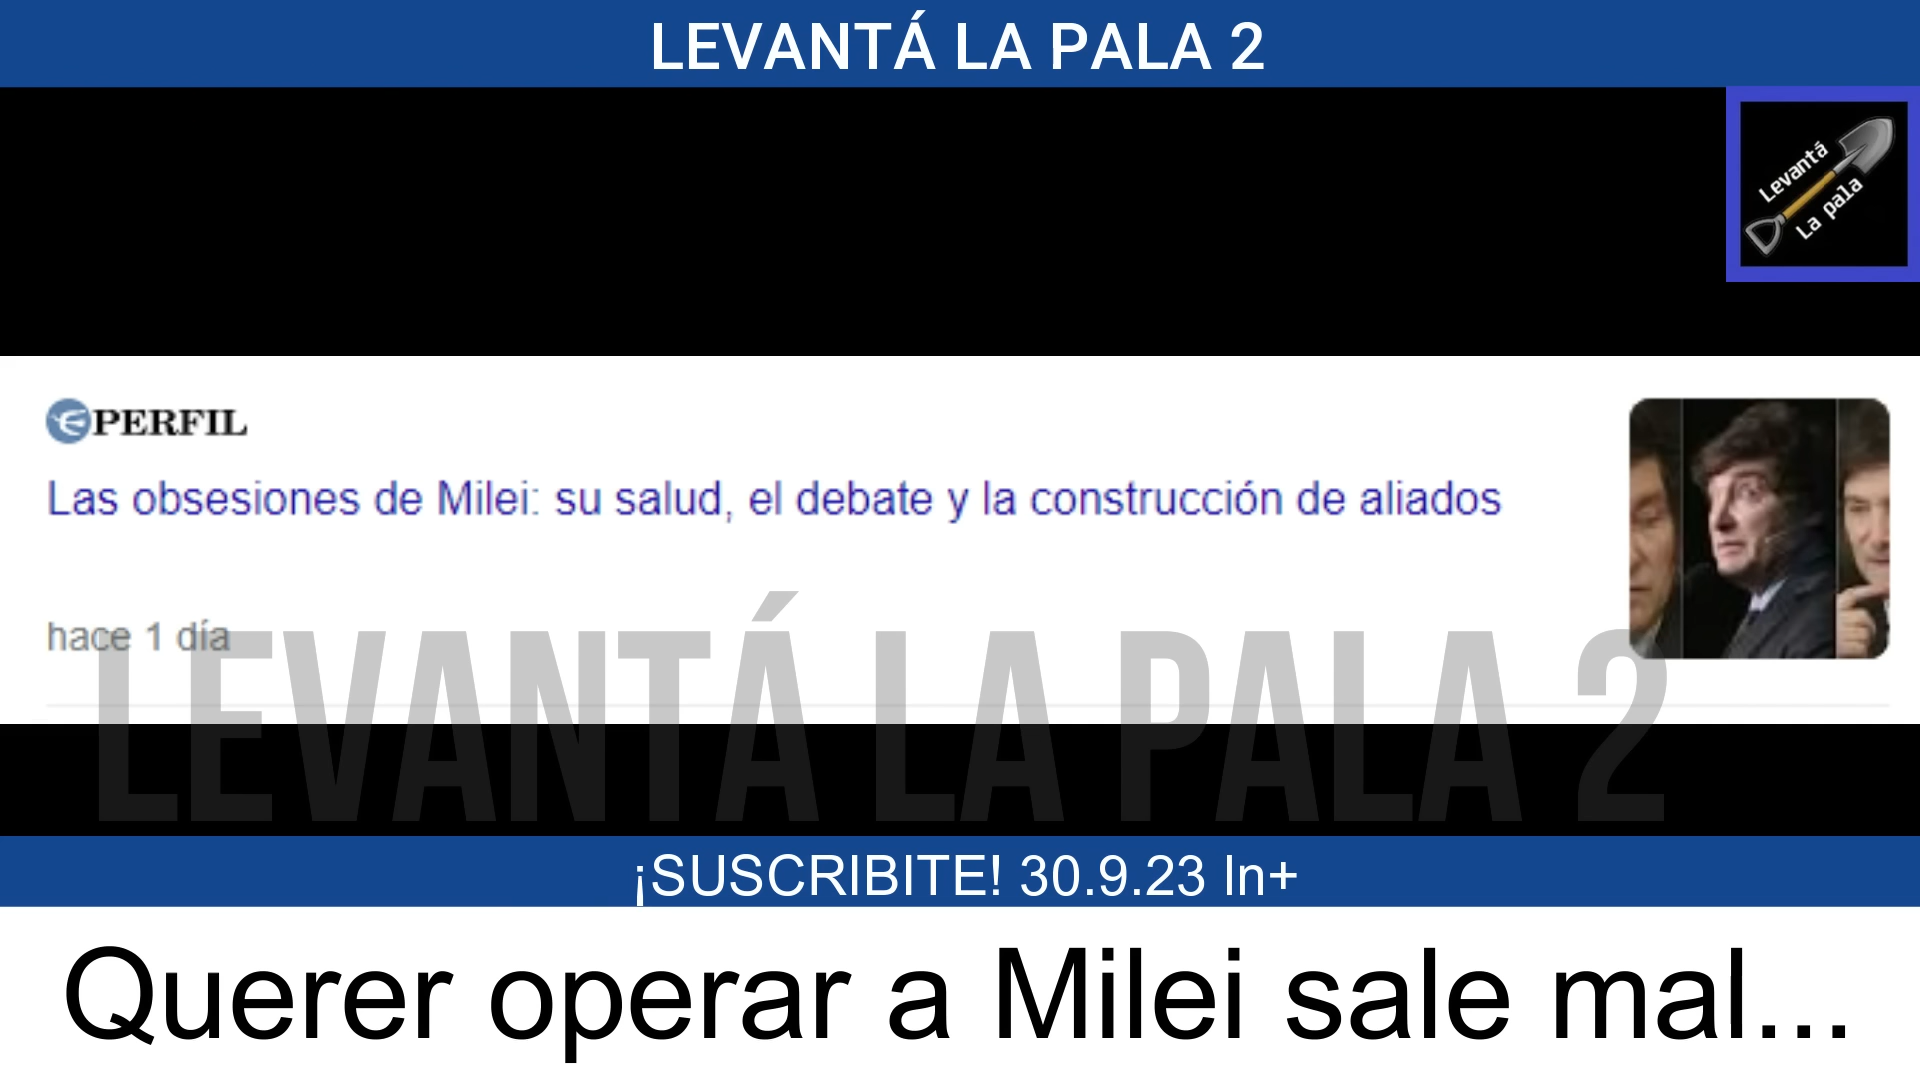 LEVANTÁ LA PALA 2
Levantá
La pala
PERFIL
Las obsesiones de Milei: su salud, el debate y la construcción de aliados
hace 1 día
LEVANTÁ LA PALA 2
¡SUSCRIBITE! 30.9.23 In+
Querer operar a Milei sale mal...